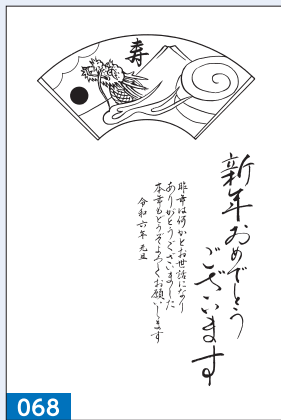 寿
新年おめでとう
ございます
昨年は何かとお世話になり
ありがとうございました
本年もどうぞよろしくお願いします
令和六年 元旦
068